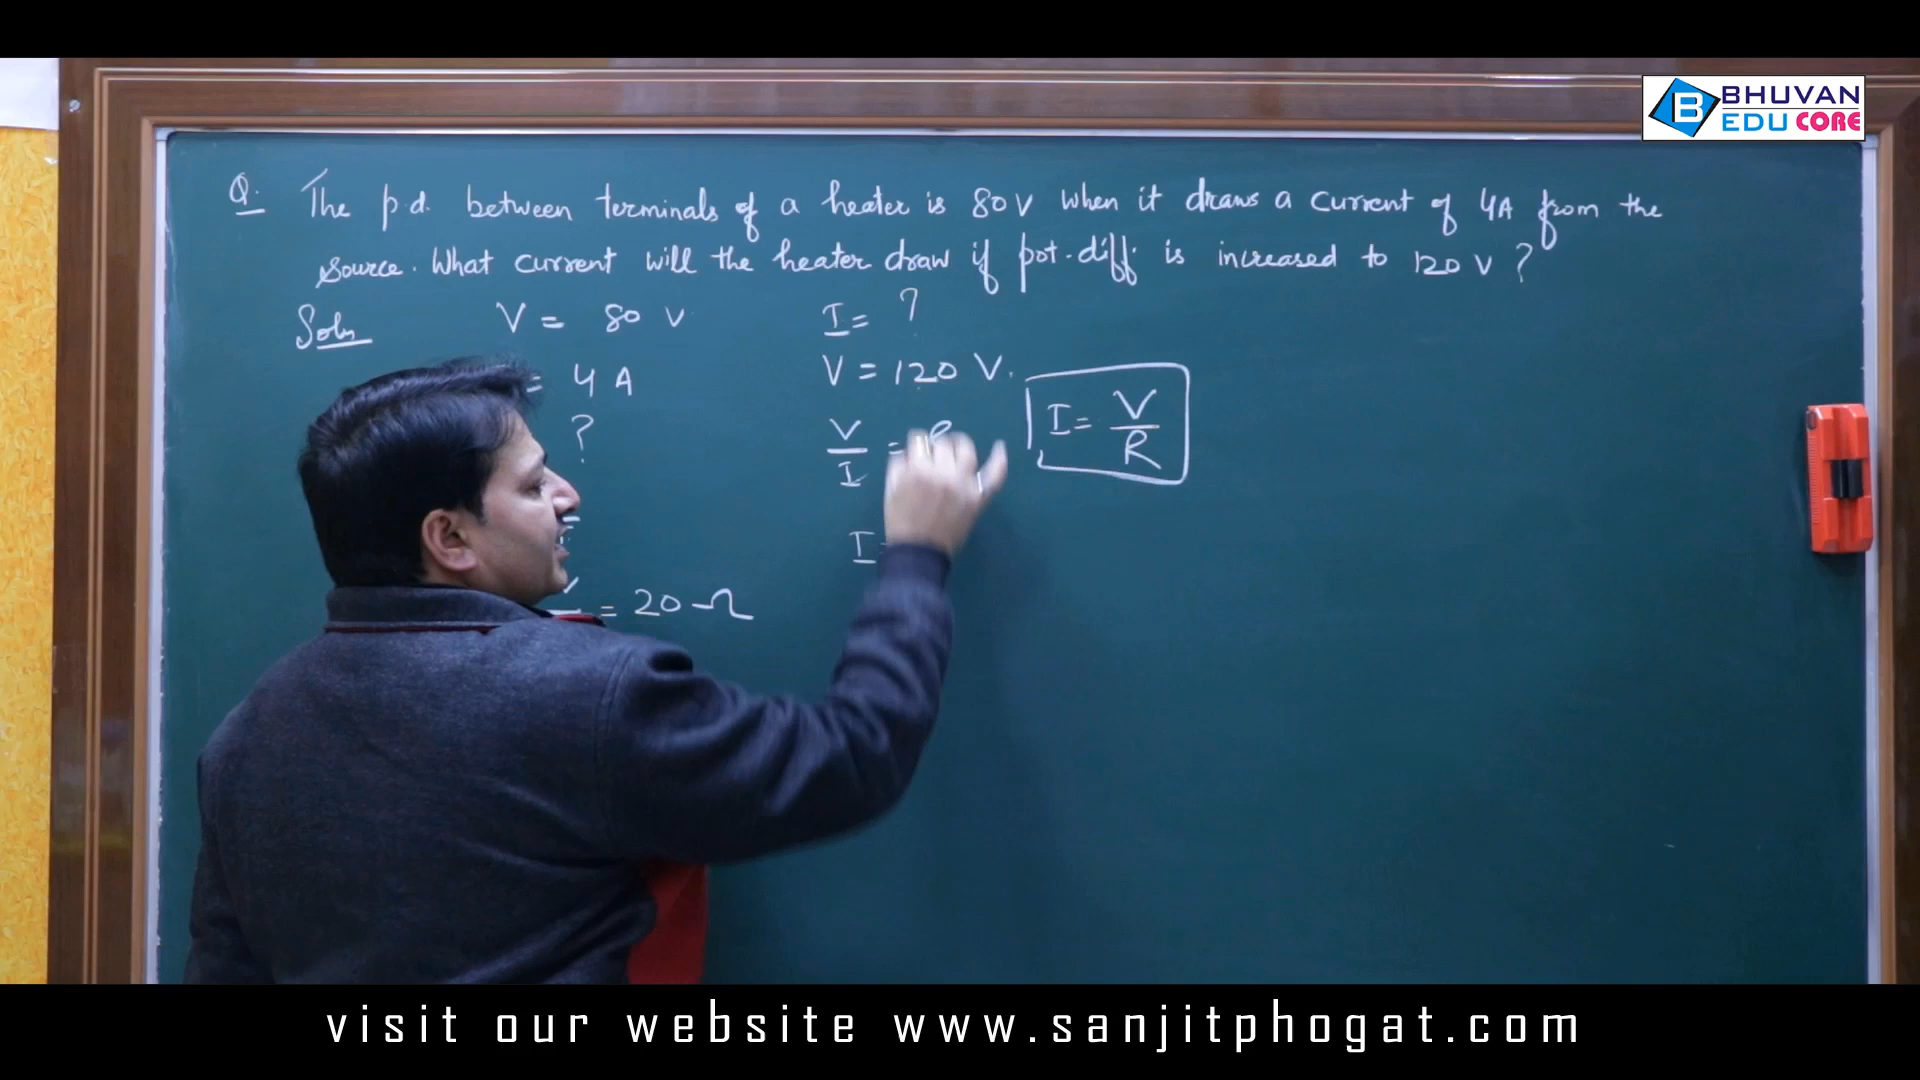 BHUVAN
EDU CORE
Q. The p.d. between terminals of a heater is 80 V when it draws a current of 4A from the
source. What current will the heater draw if pot. diff. is increased to 120 V ?
Soln V = 80 V
= 4 A
?
= 20 Ω
I = ?
V = 120 V.
V/I = R
I =
I = V/R
visit our website www.sanjitphogat.com